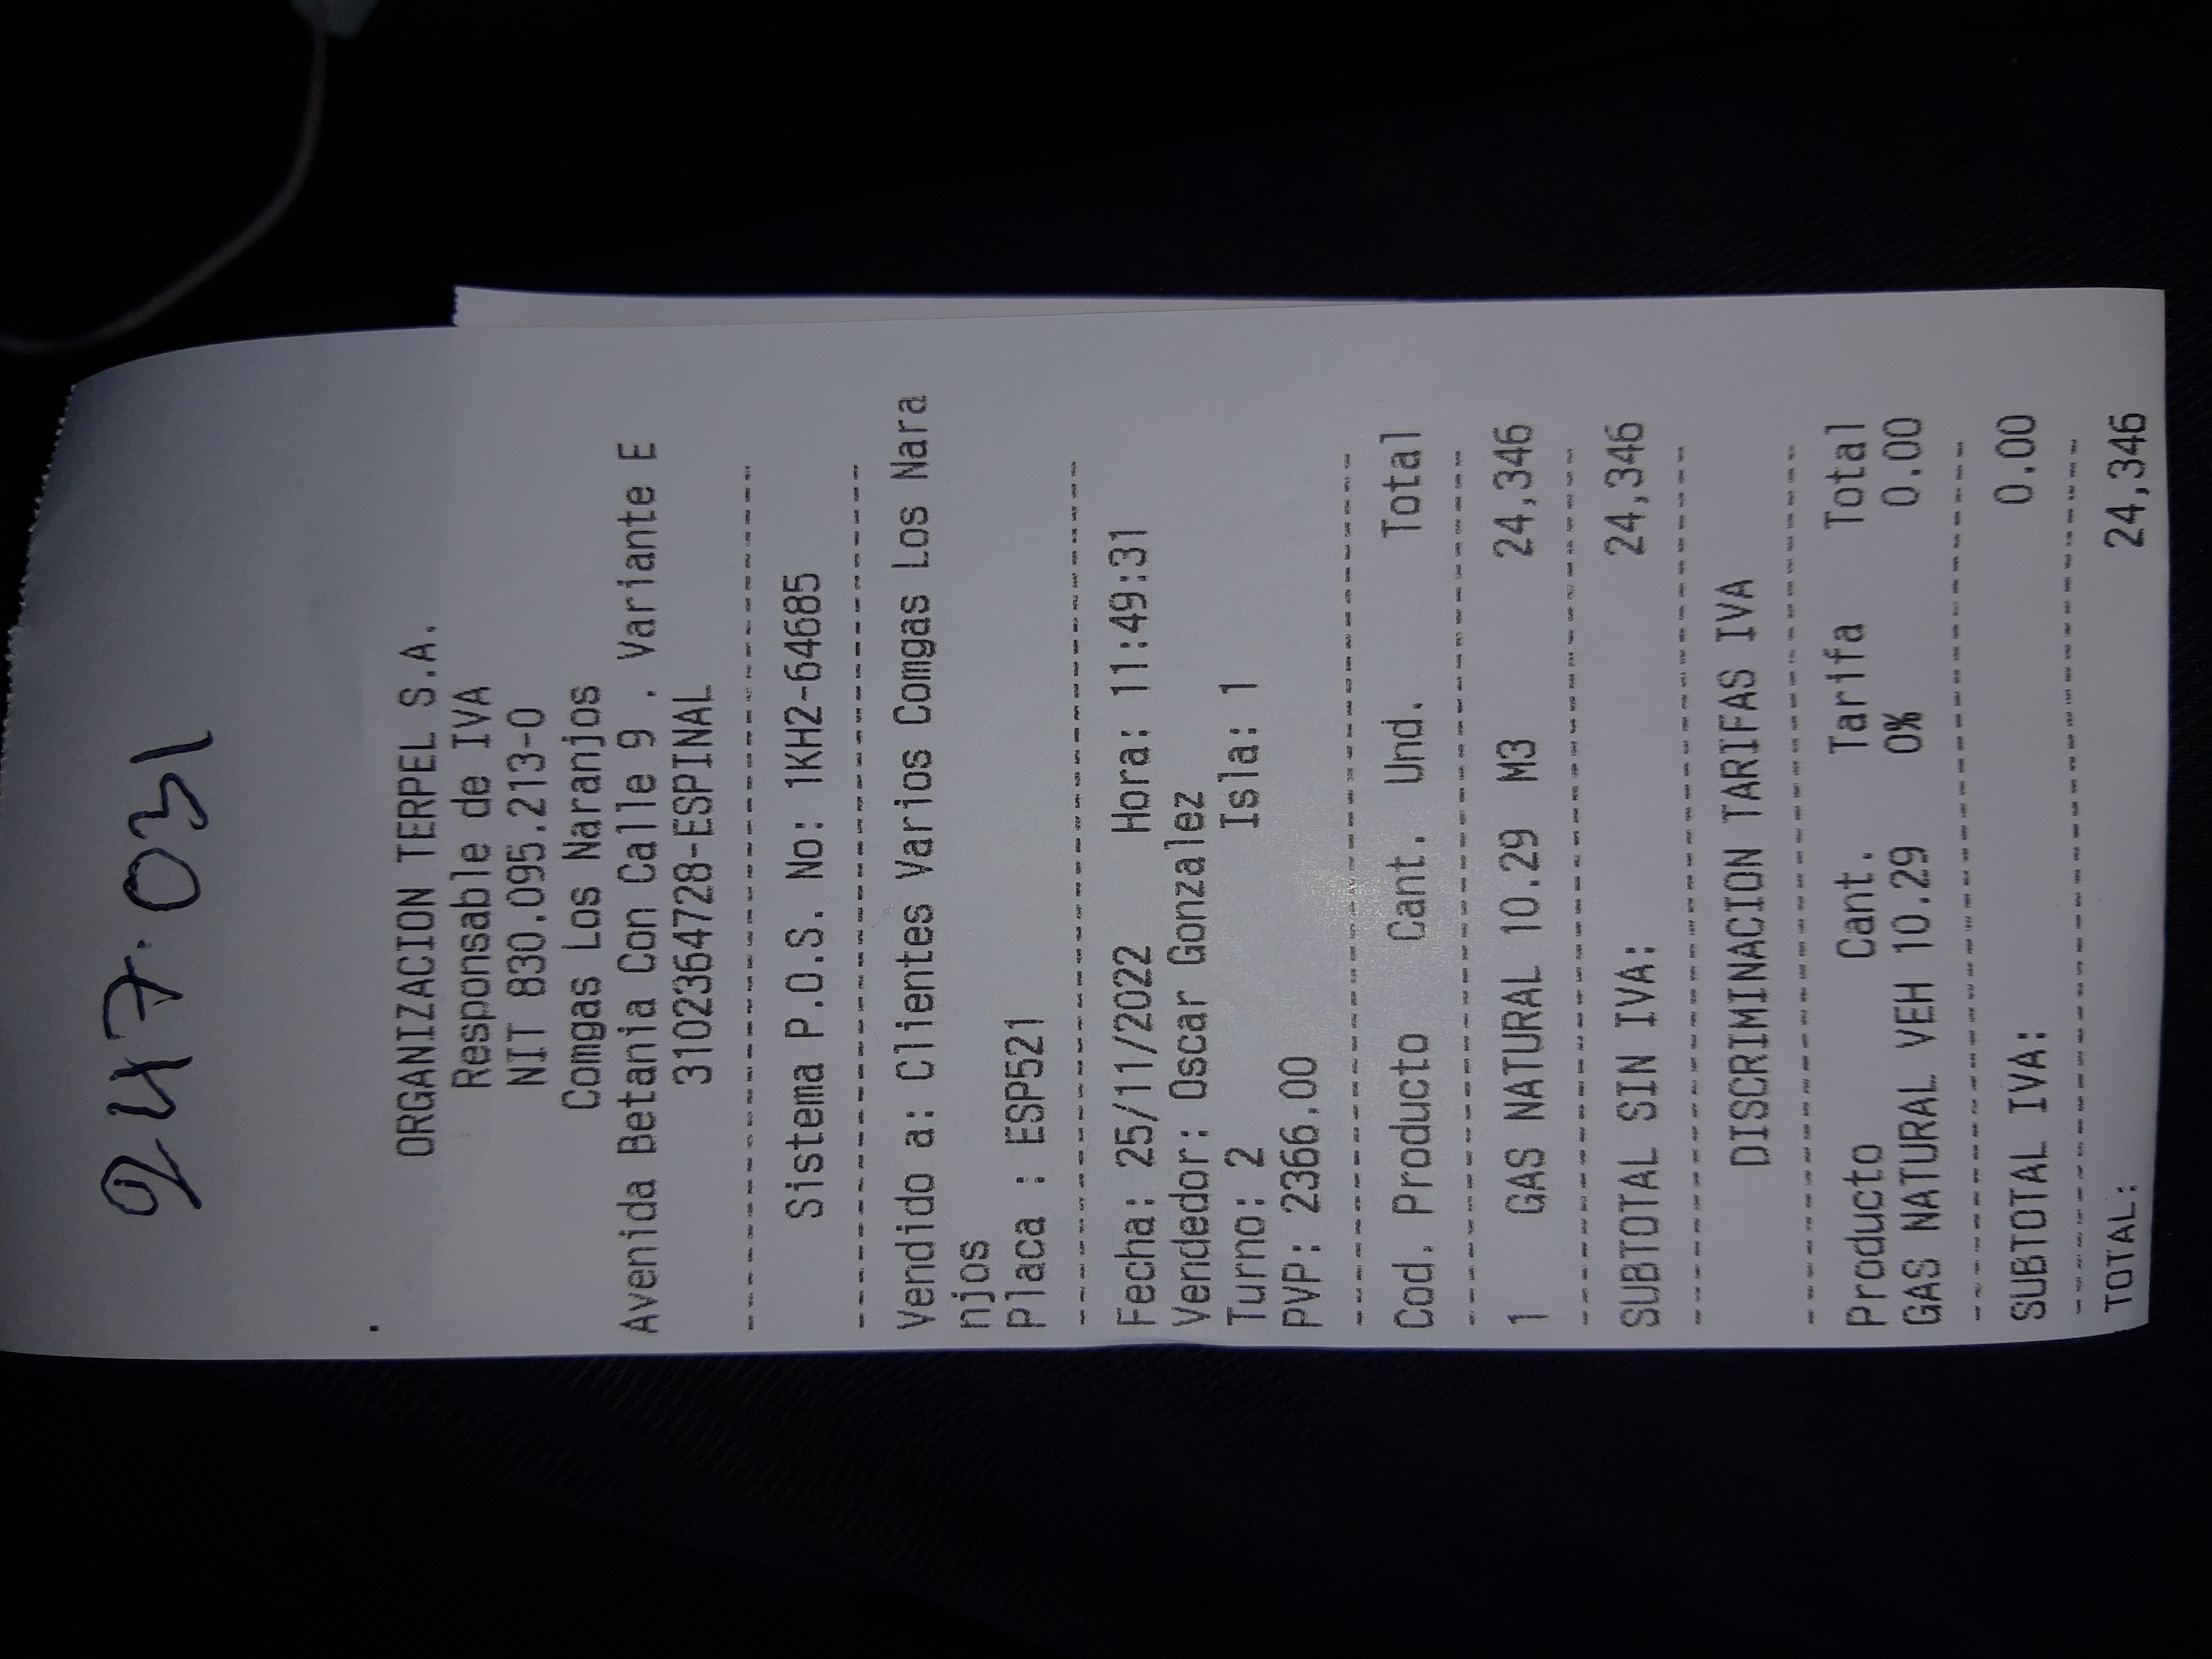 247.031
.
ORGANIZACION TERPEL S.A.
Responsable de IVA
NIT 830.095.213-0
Comgas Los Naranjos
Avenida Betania Con Calle 9 . Variante E
3102364728-ESPINAL
----------------------------------------
Sistema P.O.S. No: 1KH2-64685
----------------------------------------
Vendido a: Clientes Varios Comgas Los Nara
njos
Placa : ESP521
----------------------------------------
Fecha: 25/11/2022 Hora: 11:49:31
Vendedor: Oscar Gonzalez
Turno: 2 Isla: 1
PVP: 2366.00
----------------------------------------
Cod. Producto Cant. Und. Total
----------------------------------------
1 GAS NATURAL 10.29 M3 24,346
----------------------------------------
SUBTOTAL SIN IVA: 24,346
----------------------------------------
DISCRIMINACION TARIFAS IVA
----------------------------------------
Producto Cant. Tarifa Total
GAS NATURAL VEH 10.29 0% 0.00
----------------------------------------
SUBTOTAL IVA: 0.00
----------------------------------------
TOTAL: 24,346